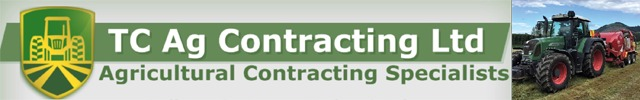 TC Ag Contracting Ltd
Agricultural Contracting Specialists